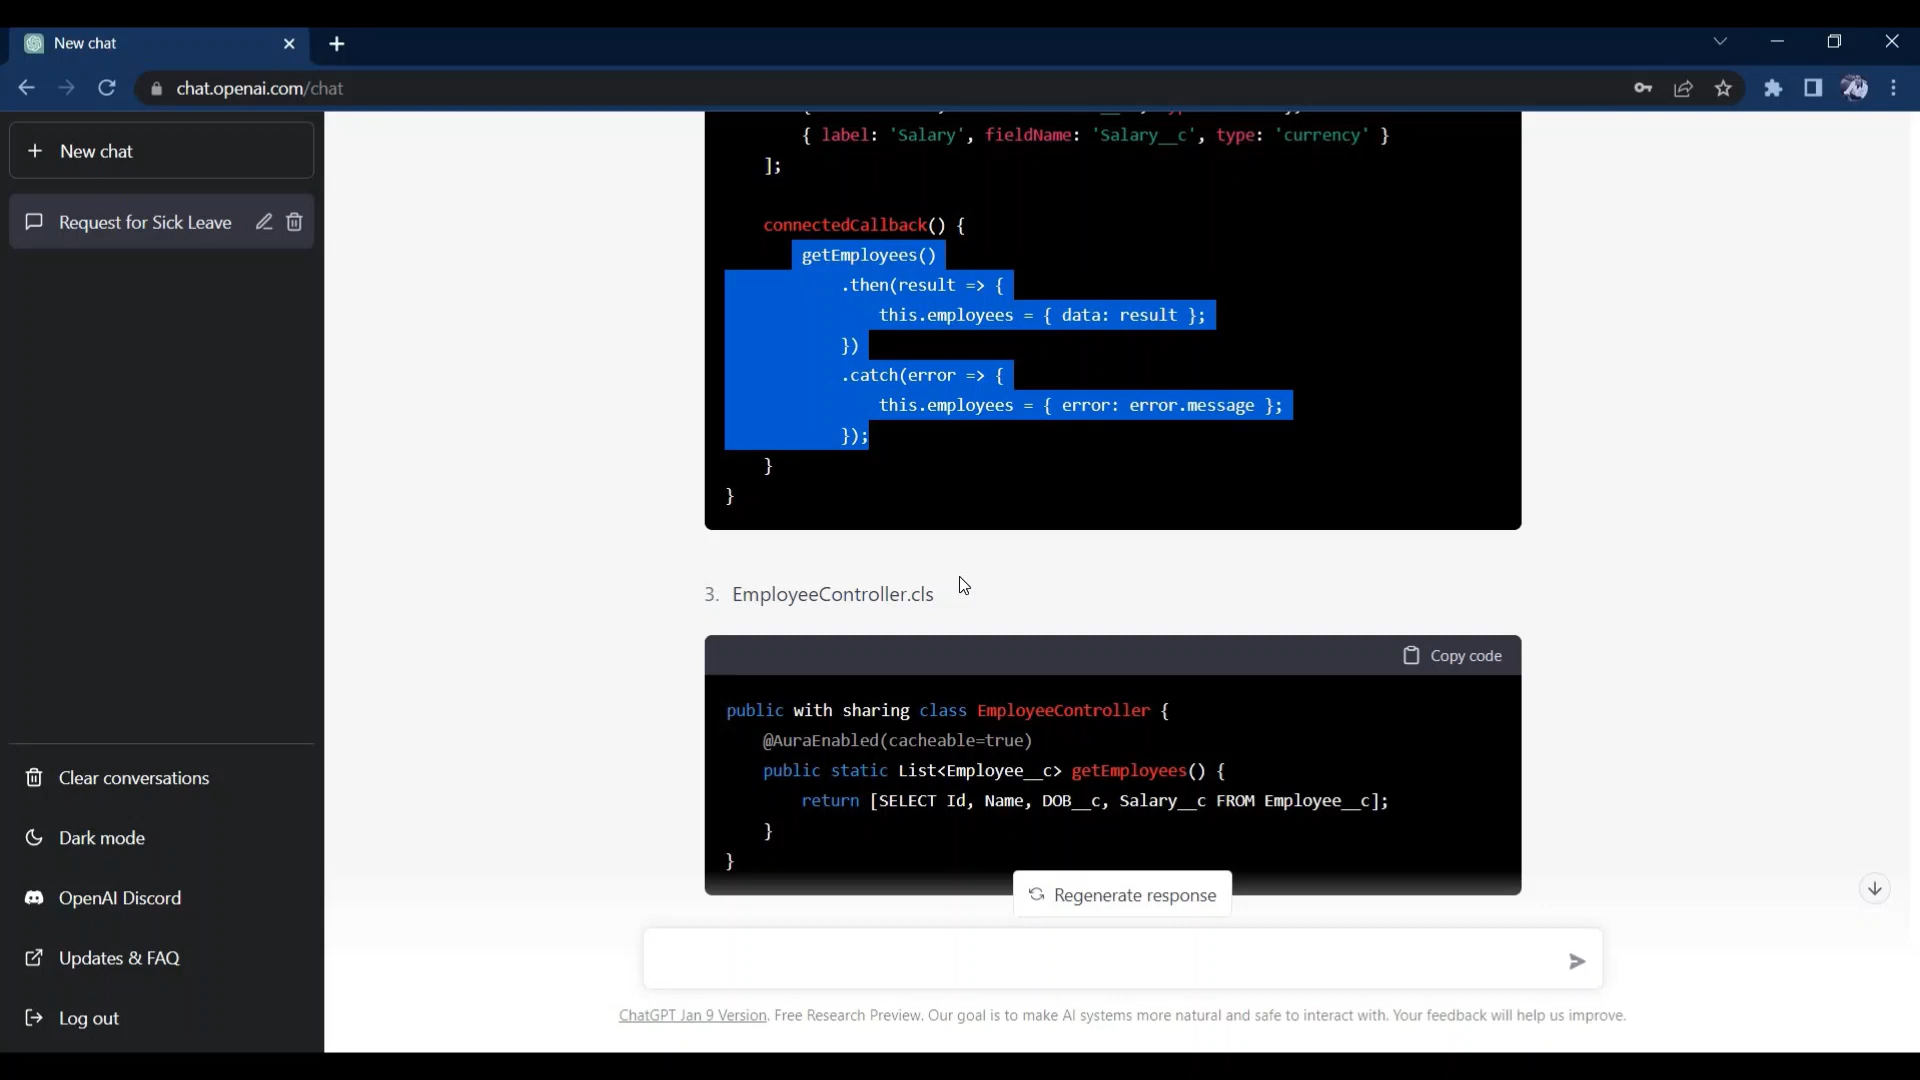 New chat
chat.openai.com/chat
New chat
Request for Sick Leave
Clear conversations
Dark mode
OpenAI Discord
Updates & FAQ
Log out
{ label: 'Salary', fieldName: 'Salary__c', type: 'currency' }
];
connectedCallback() {
getEmployees()
.then(result => {
this.employees = { data: result };
})
.catch(error => {
this.employees = { error: error.message };
});
}
}
3. EmployeeController.cls
Copy code
public with sharing class EmployeeController {
@AuraEnabled(cacheable=true)
public static List<Employee__c> getEmployees() {
return [SELECT Id, Name, DOB__c, Salary__c FROM Employee__c];
}
}
Regenerate response
ChatGPT Jan 9 Version. Free Research Preview. Our goal is to make AI systems more natural and safe to interact with. Your feedback will help us improve.